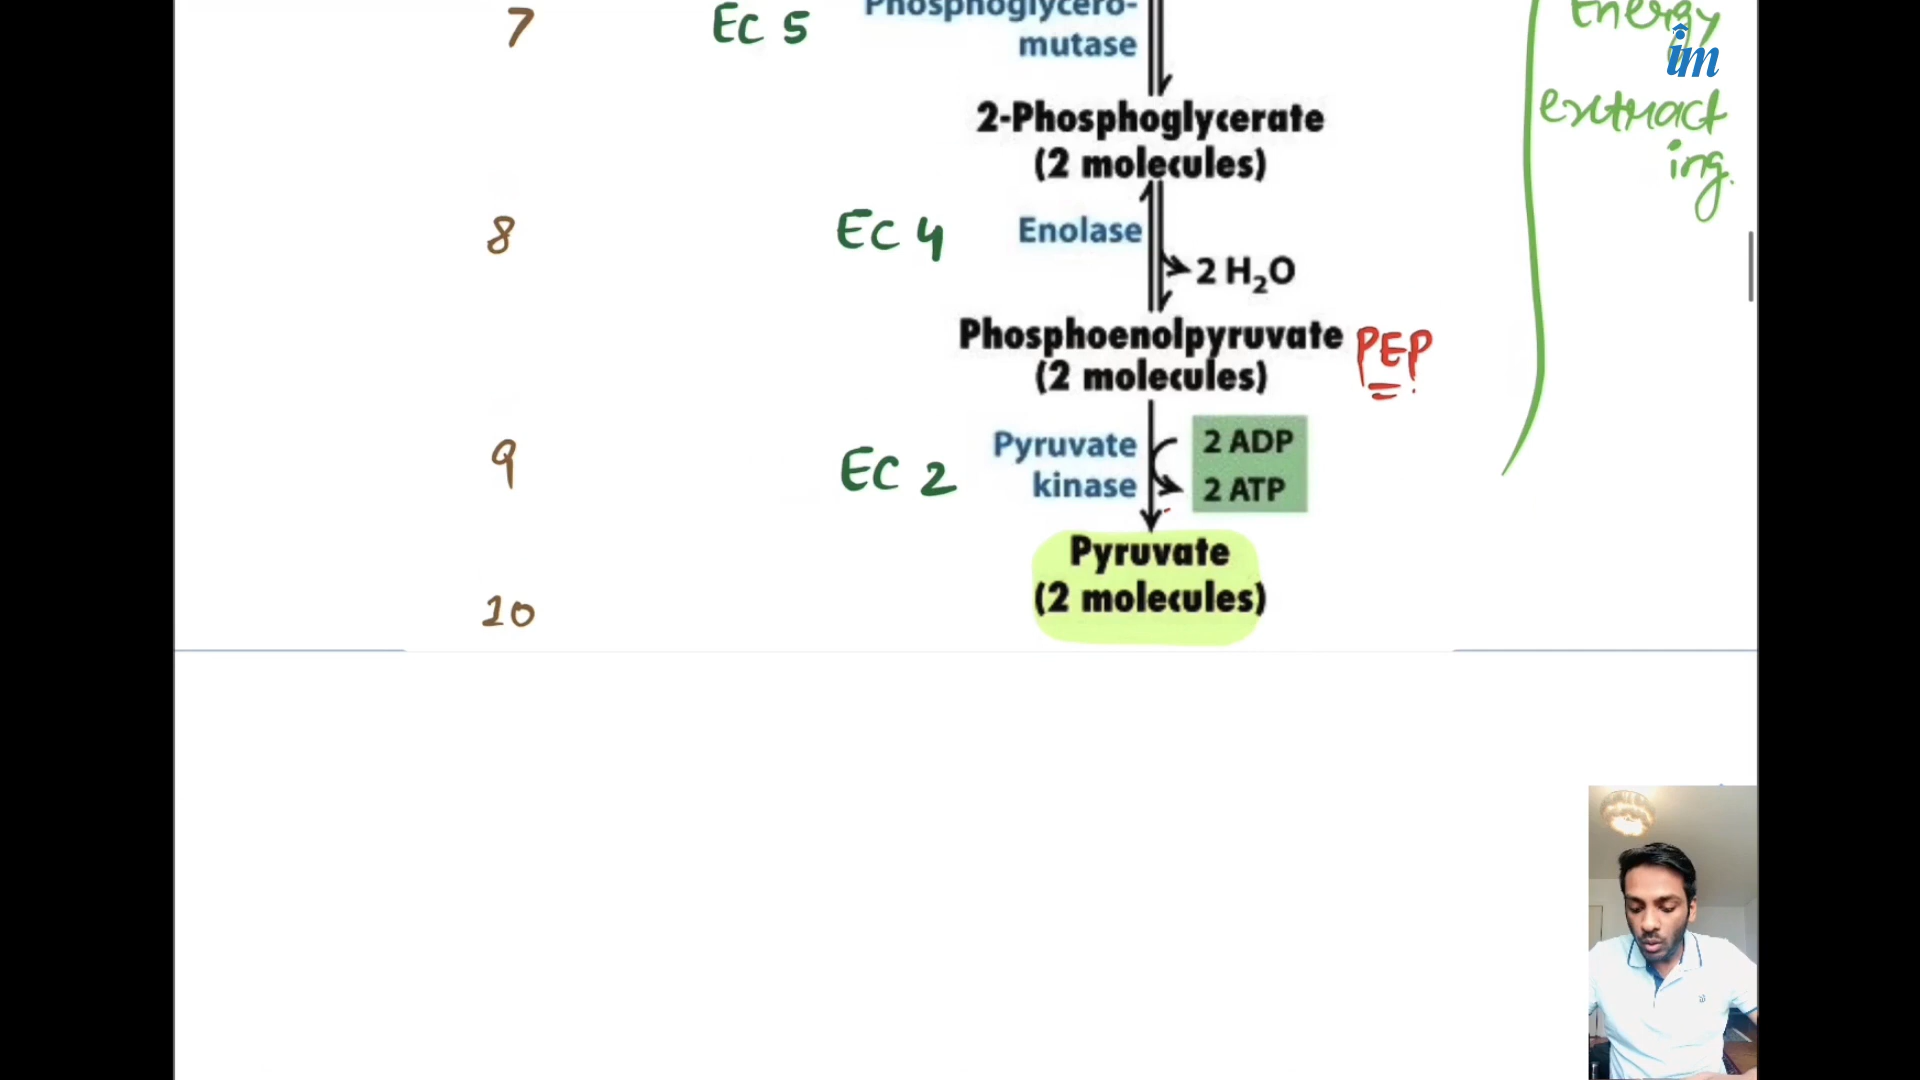 7 EC 5 Phosphoglycero-
mutase
Energy
im
extract
ing.
2-Phosphoglycerate
(2 molecules)
8 EC 4 Enolase
2 H₂O
Phosphoenolpyruvate PEP
(2 molecules)
9 EC 2 Pyruvate
kinase
2 ADP
2 ATP
Pyruvate
(2 molecules)
10